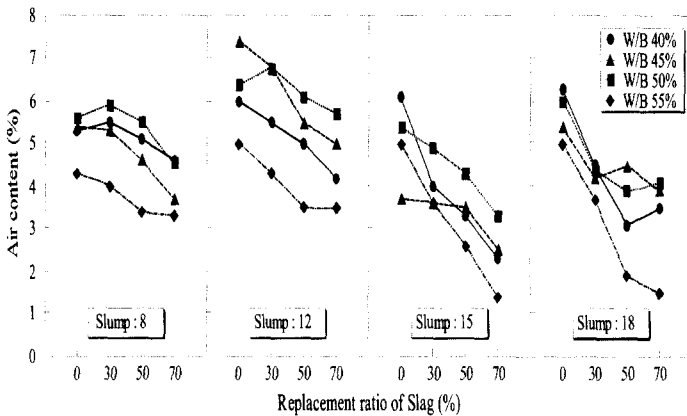 8
7
6
5
4
3
2
1
0
Air content (%)
W/B 40%
W/B 45%
W/B 50%
W/B 55%
Slump : 8
Slump : 12
Slump : 15
Slump : 18
0 30 50 70 0 30 50 70 0 30 50 70 0 30 50 70
Replacement ratio of Slag (%)